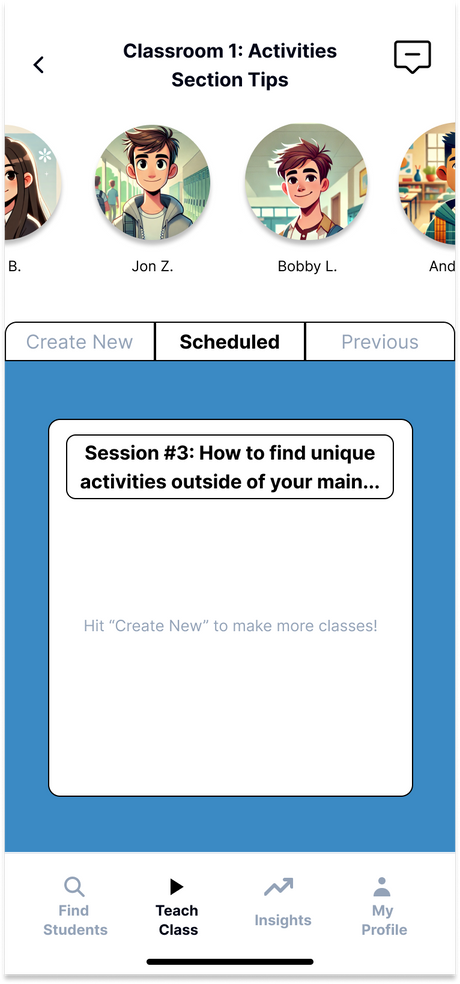 Classroom 1: Activities
Section Tips
B.
Jon Z.
Bobby L.
And
Create New
Scheduled
Previous
Session #3: How to find unique
activities outside of your main...
Hit “Create New” to make more classes!
Find
Students
Teach
Class
Insights
My
Profile